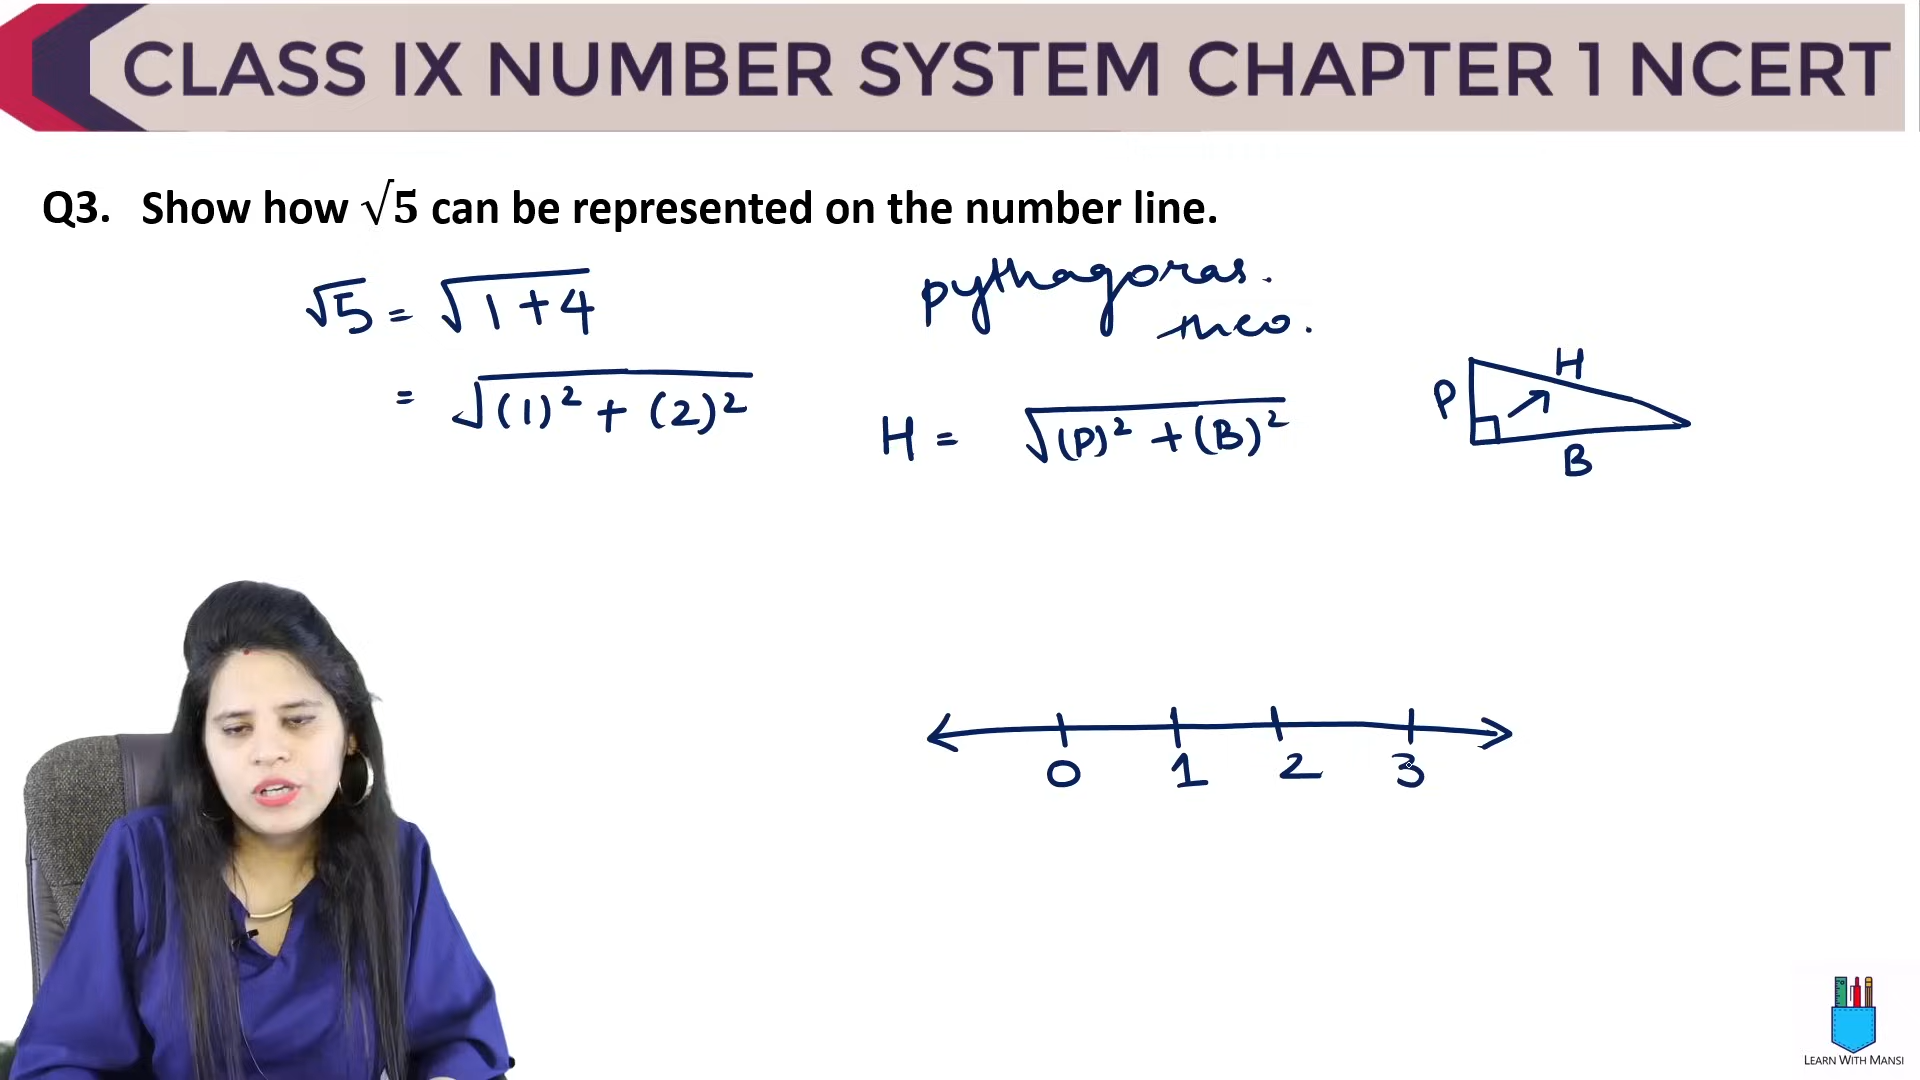 CLASS IX NUMBER SYSTEM CHAPTER 1 NCERT
Q3. Show how √5 can be represented on the number line.
√5 = √1+4
= √(1)² + (2)²
pythagoras.
theo.
H = √(P)² + (B)²
P H
B
0 1 2 3
LEARN WITH MANSI